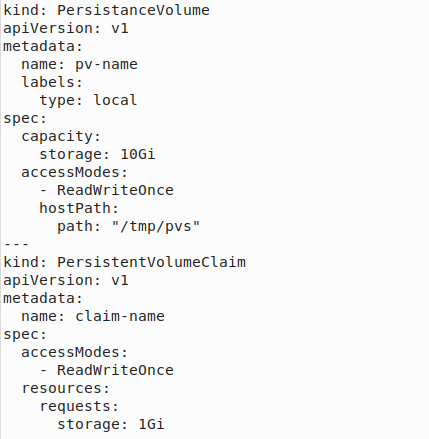 kind: PersistanceVolume
apiVersion: v1
metadata:
  name: pv-name
  labels:
    type: local
spec:
  capacity:
    storage: 10Gi
  accessModes:
    - ReadWriteOnce
    hostPath:
      path: "/tmp/pvs"
---
kind: PersistentVolumeClaim
apiVersion: v1
metadata:
  name: claim-name
spec:
  accessModes:
    - ReadWriteOnce
  resources:
    requests:
      storage: 1Gi